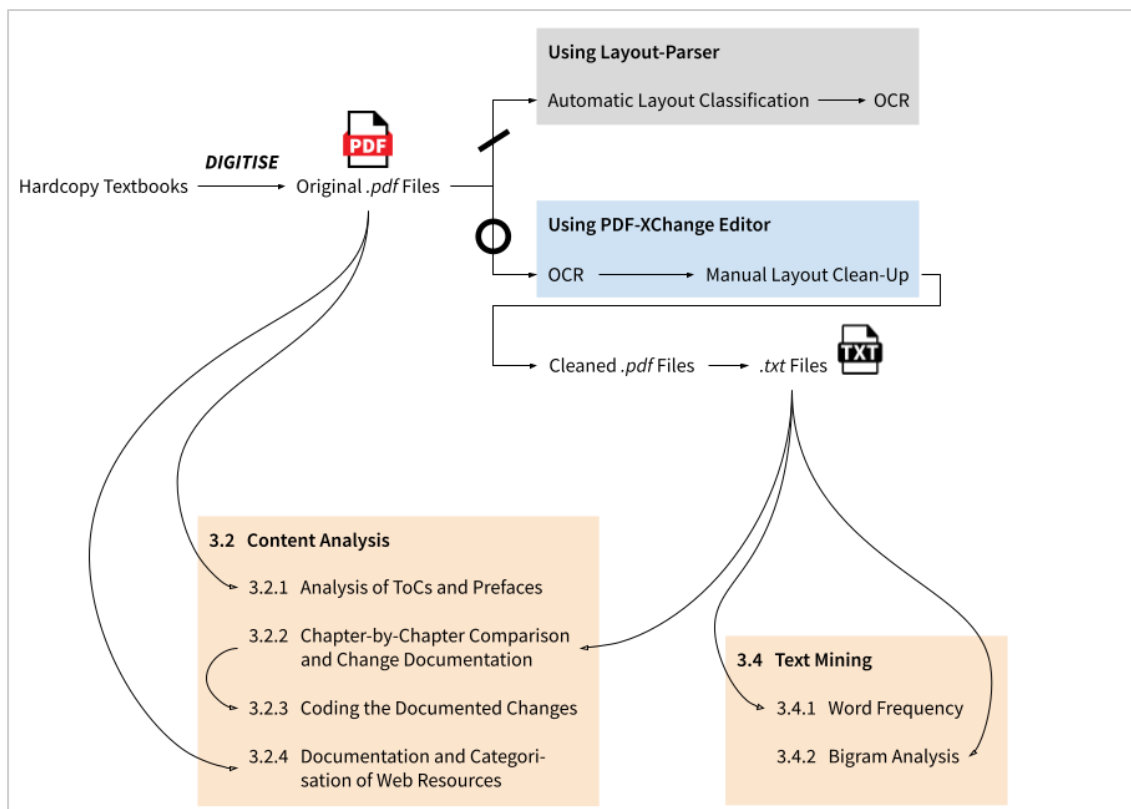 Using Layout-Parser
Automatic Layout Classification
OCR
PDF
DIGITISE
Hardcopy Textbooks
Original .pdf Files
Using PDF-XChange Editor
OCR
Manual Layout Clean-Up
Cleaned .pdf Files
.txt Files
TXT
3.2 Content Analysis
3.2.1 Analysis of ToCs and Prefaces
3.2.2 Chapter-by-Chapter Comparison
and Change Documentation
3.2.3 Coding the Documented Changes
3.2.4 Documentation and Categori-
sation of Web Resources
3.4 Text Mining
3.4.1 Word Frequency
3.4.2 Bigram Analysis